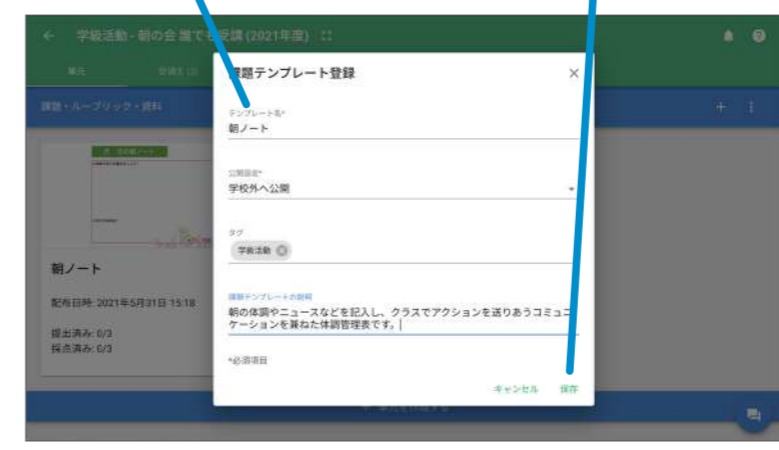 学級活動 - 朝の会 誰でも受講 (2021年度)
単元
課題・ルーブリック・資料
朝ノート
配布日時: 2021年5月31日 15:18
提出済み: 0/3
採点済み: 0/3
課題テンプレート登録
テンプレート名*
朝ノート
公開設定*
学校外へ公開
タグ
学級活動
課題テンプレートの説明
朝の体調やニュースなどを記入し、クラスでアクションを送りあうコミュニ
ケーションを兼ねた体調管理表です。
*必須項目
キャンセル 保存